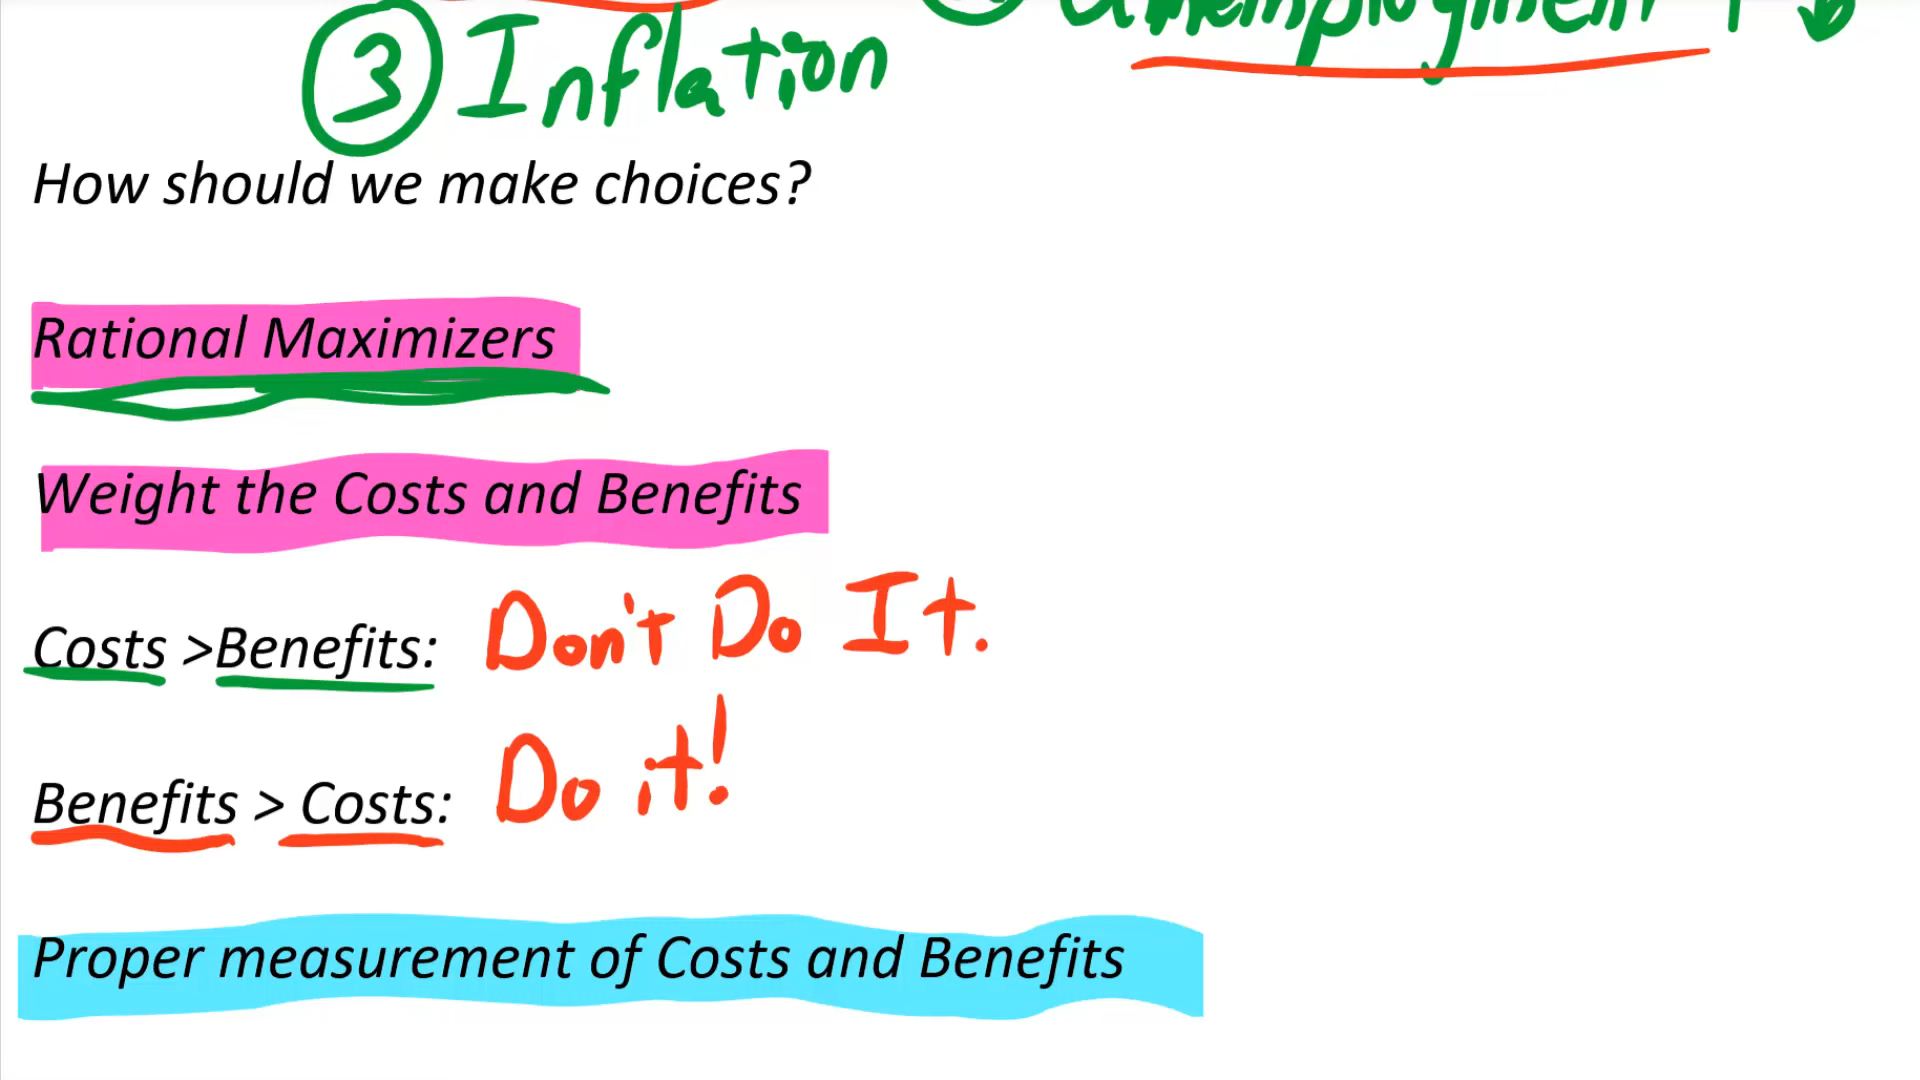 Unemployment
③ Inflation
How should we make choices?
Rational Maximizers
Weight the Costs and Benefits
Costs >Benefits: Don't Do It.
Benefits > Costs: Do it!
Proper measurement of Costs and Benefits